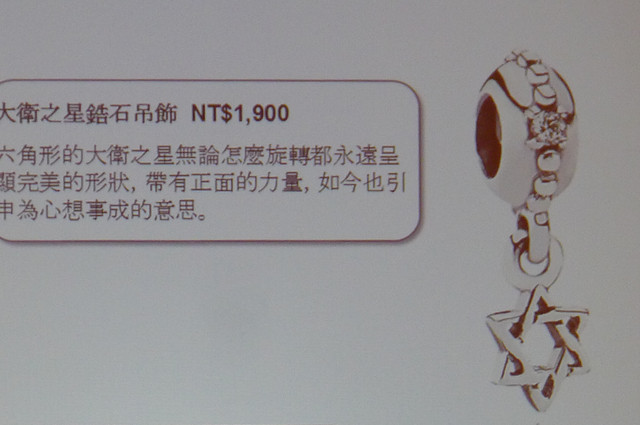 大衛之星鋯石吊飾 NT$1,900
六角形的大衛之星無論怎麼旋轉都永遠呈
顯完美的形狀, 帶有正面的力量, 如今也引
申為心想事成的意思。